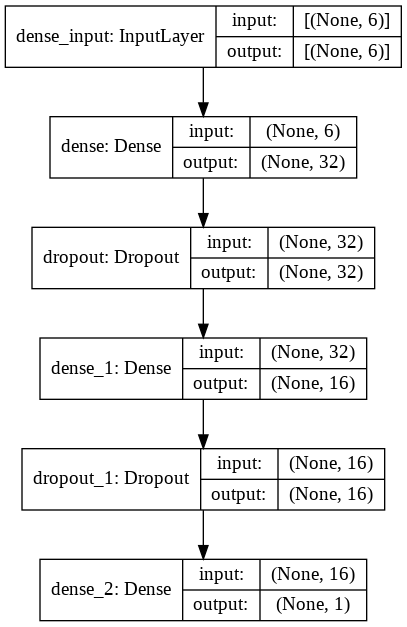 dense_input: InputLayer
input:
[(None, 6)]
output:
[(None, 6)]
dense: Dense
input:
(None, 6)
output:
(None, 32)
dropout: Dropout
input:
(None, 32)
output:
(None, 32)
dense_1: Dense
input:
(None, 32)
output:
(None, 16)
dropout_1: Dropout
input:
(None, 16)
output:
(None, 16)
dense_2: Dense
input:
(None, 16)
output:
(None, 1)